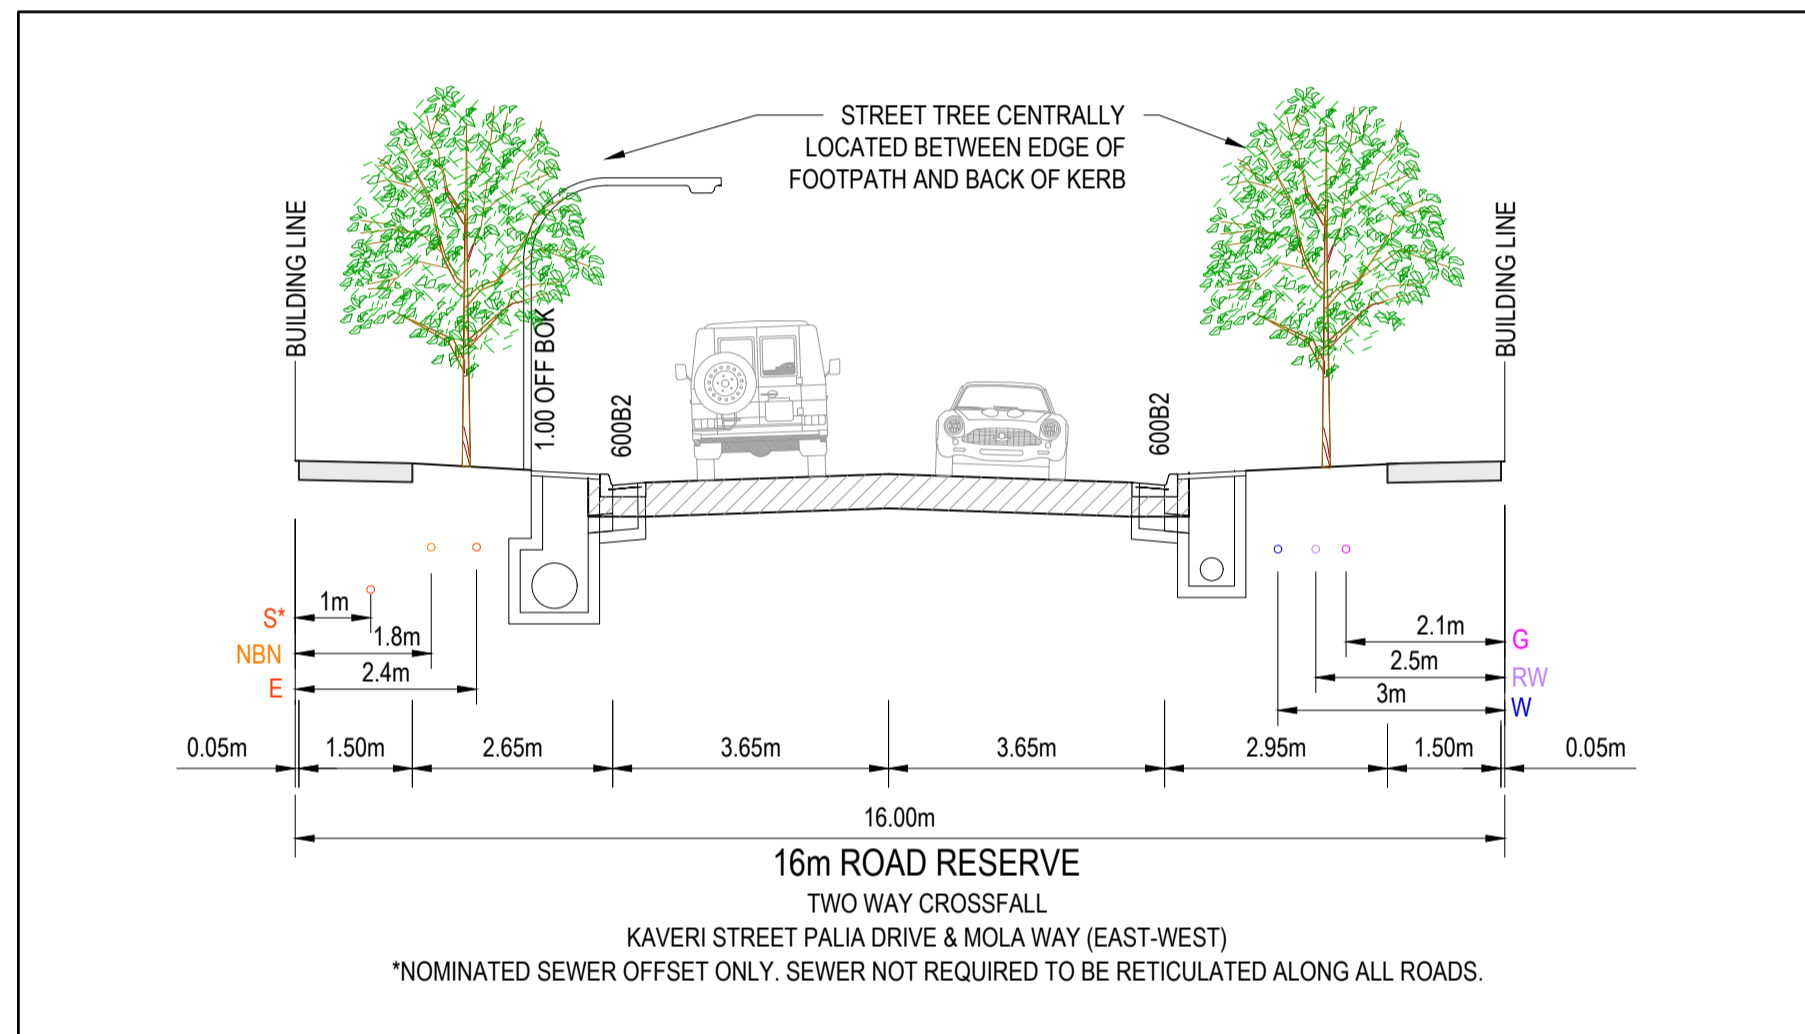 STREET TREE CENTRALLY
LOCATED BETWEEN EDGE OF
FOOTPATH AND BACK OF KERB
BUILDING LINE
BUILDING LINE
1.00 OFF BOK
600B2
600B2
S*
1m
NBN
1.8m
E
2.4m
2.1m
G
2.5m
RW
3m
W
0.05m
1.50m
2.65m
3.65m
3.65m
2.95m
1.50m
0.05m
16.00m
16m ROAD RESERVE
TWO WAY CROSSFALL
KAVERI STREET PALIA DRIVE & MOLA WAY (EAST-WEST)
*NOMINATED SEWER OFFSET ONLY. SEWER NOT REQUIRED TO BE RETICULATED ALONG ALL ROADS.